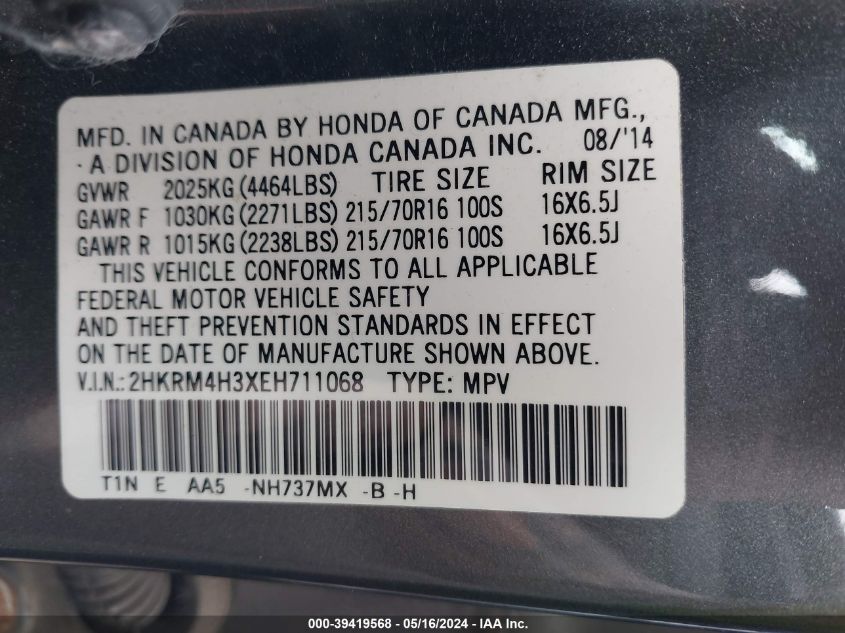 MFD. IN CANADA BY HONDA OF CANADA MFG.,
·A DIVISION OF HONDA CANADA INC. 08/'14
GVWR 2025KG (4464LBS) TIRE SIZE RIM SIZE
GAWR F 1030KG (2271LBS) 215/70R16 100S 16X6.5J
GAWR R 1015KG (2238LBS) 215/70R16 100S 16X6.5J
THIS VEHICLE CONFORMS TO ALL APPLICABLE
FEDERAL MOTOR VEHICLE SAFETY
AND THEFT PREVENTION STANDARDS IN EFFECT
ON THE DATE OF MANUFACTURE SHOWN ABOVE.
V.I.N.: 2HKRM4H3XEH711068 TYPE: MPV
T1N E AA5 -NH737MX -B -H
000-39419568 - 05/16/2024 - IAAI.com